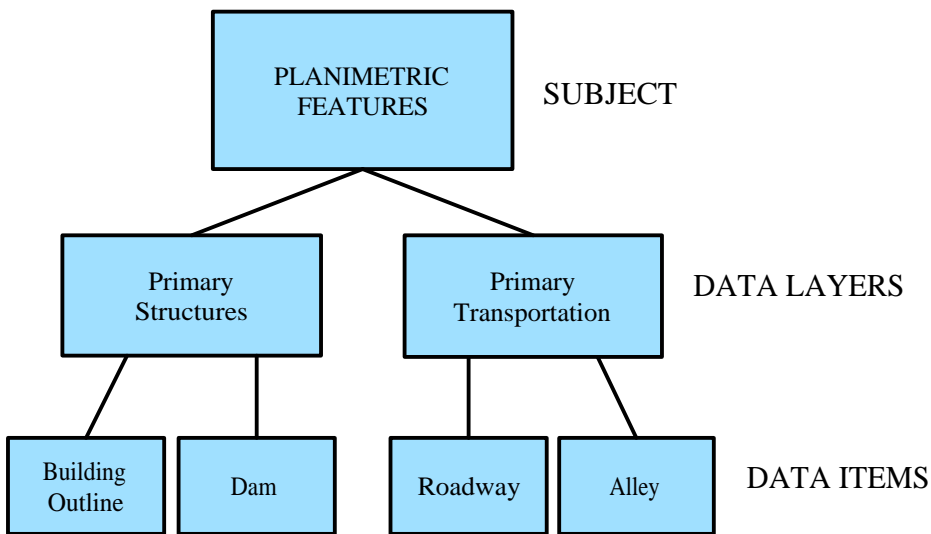 PLANIMETRIC
FEATURES
SUBJECT
Primary
Structures
Primary
Transportation
DATA LAYERS
Building
Outline
Dam
Roadway
Alley
DATA ITEMS